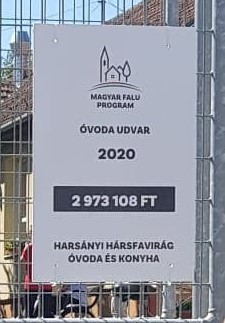 MAGYAR FALU
PROGRAM
ÓVODA UDVAR
2020
2 973 108 FT
HARSÁNYI HÁRSFAVIRÁG
ÓVODA ÉS KONYHA